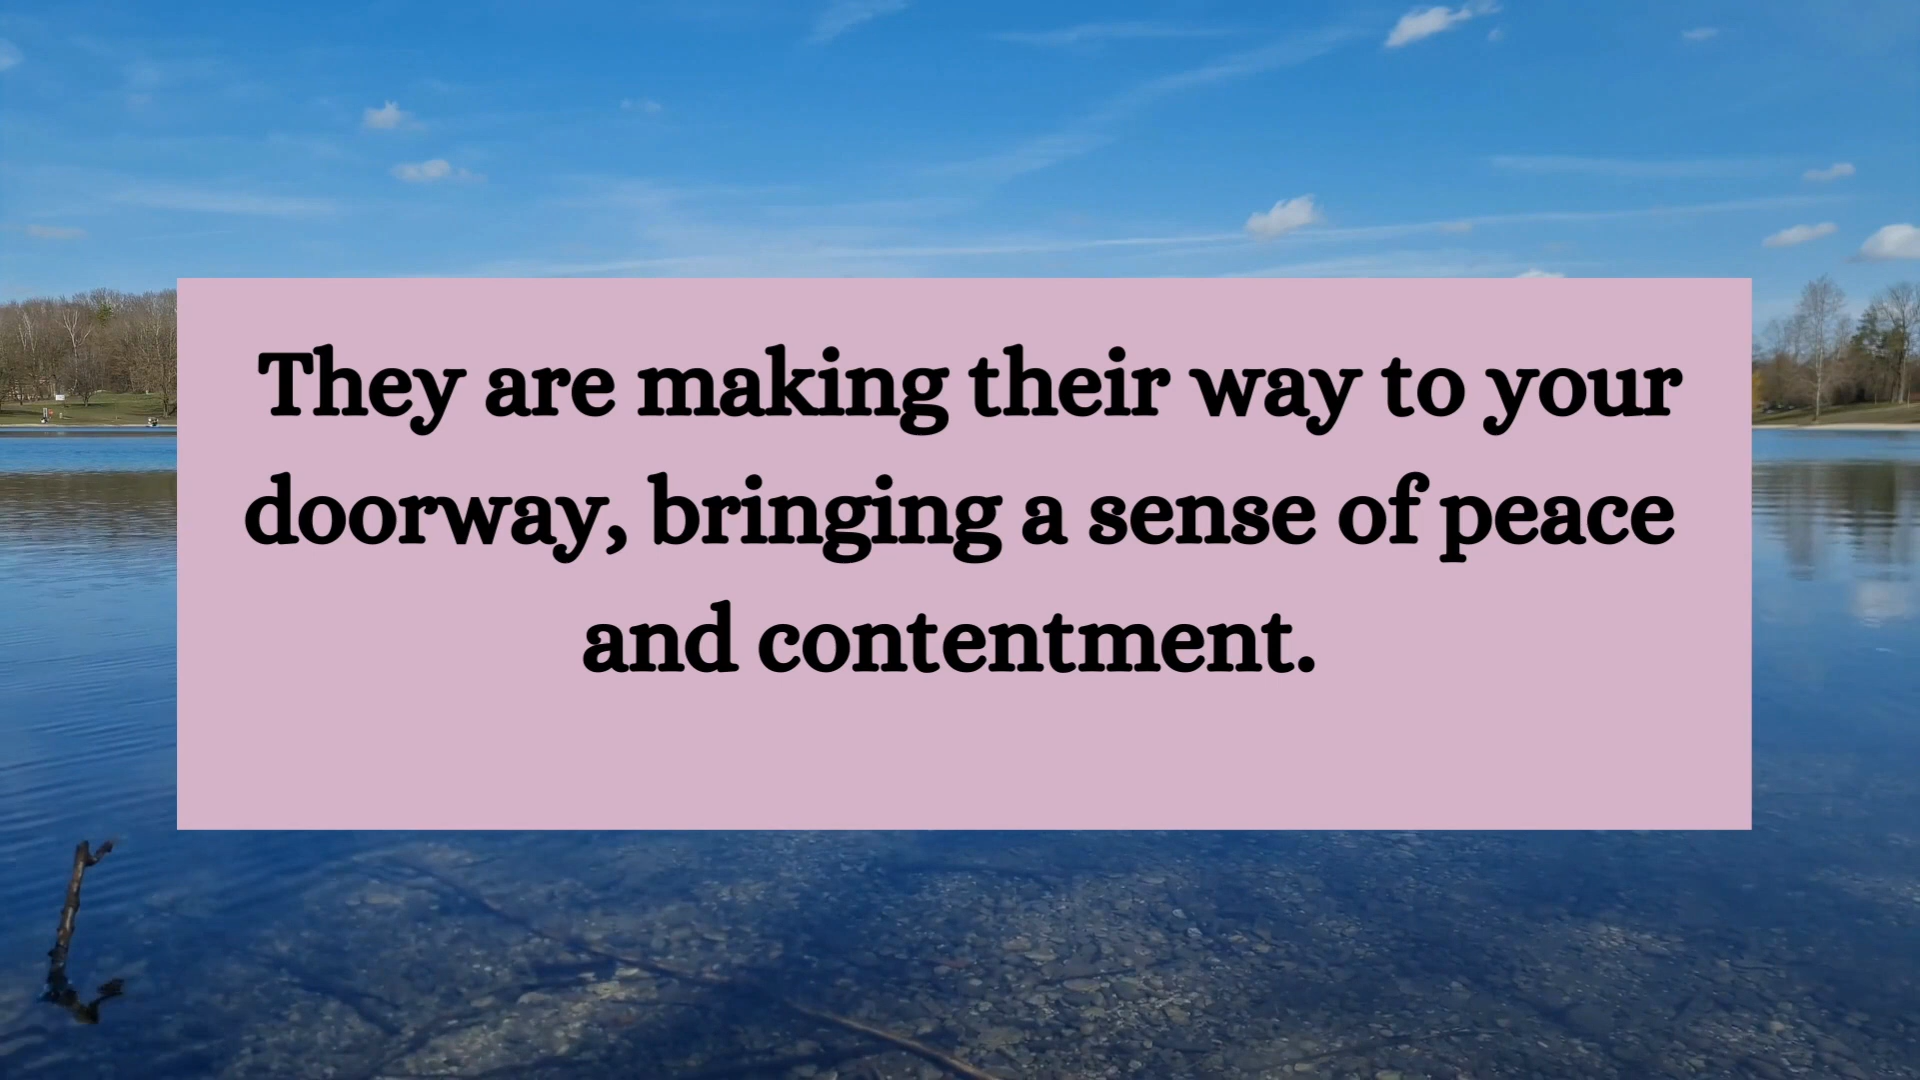 They are making their way to your
doorway, bringing a sense of peace
and contentment.